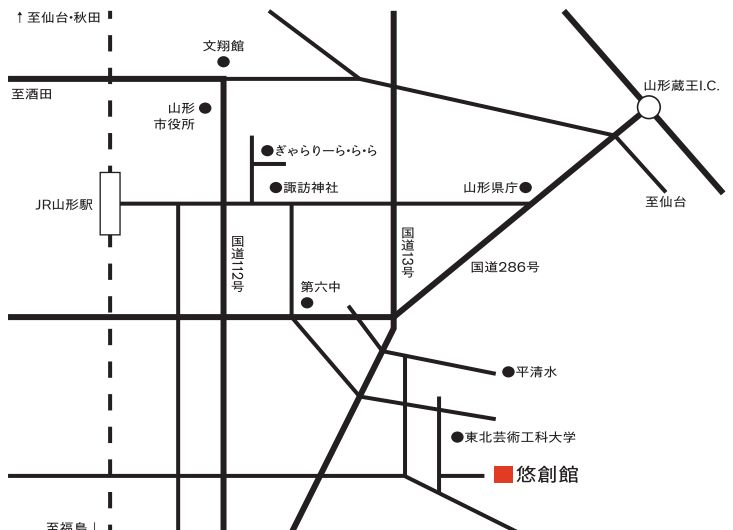 ↑至仙台・秋田
文翔館
至酒田
山形
市役所
山形蔵王I.C.
ぎゃらりーら・ら・ら
諏訪神社
山形県庁
JR山形駅
至仙台
国道112号
国道13号
国道286号
第六中
平清水
東北芸術工科大学
悠創館
至福島↓